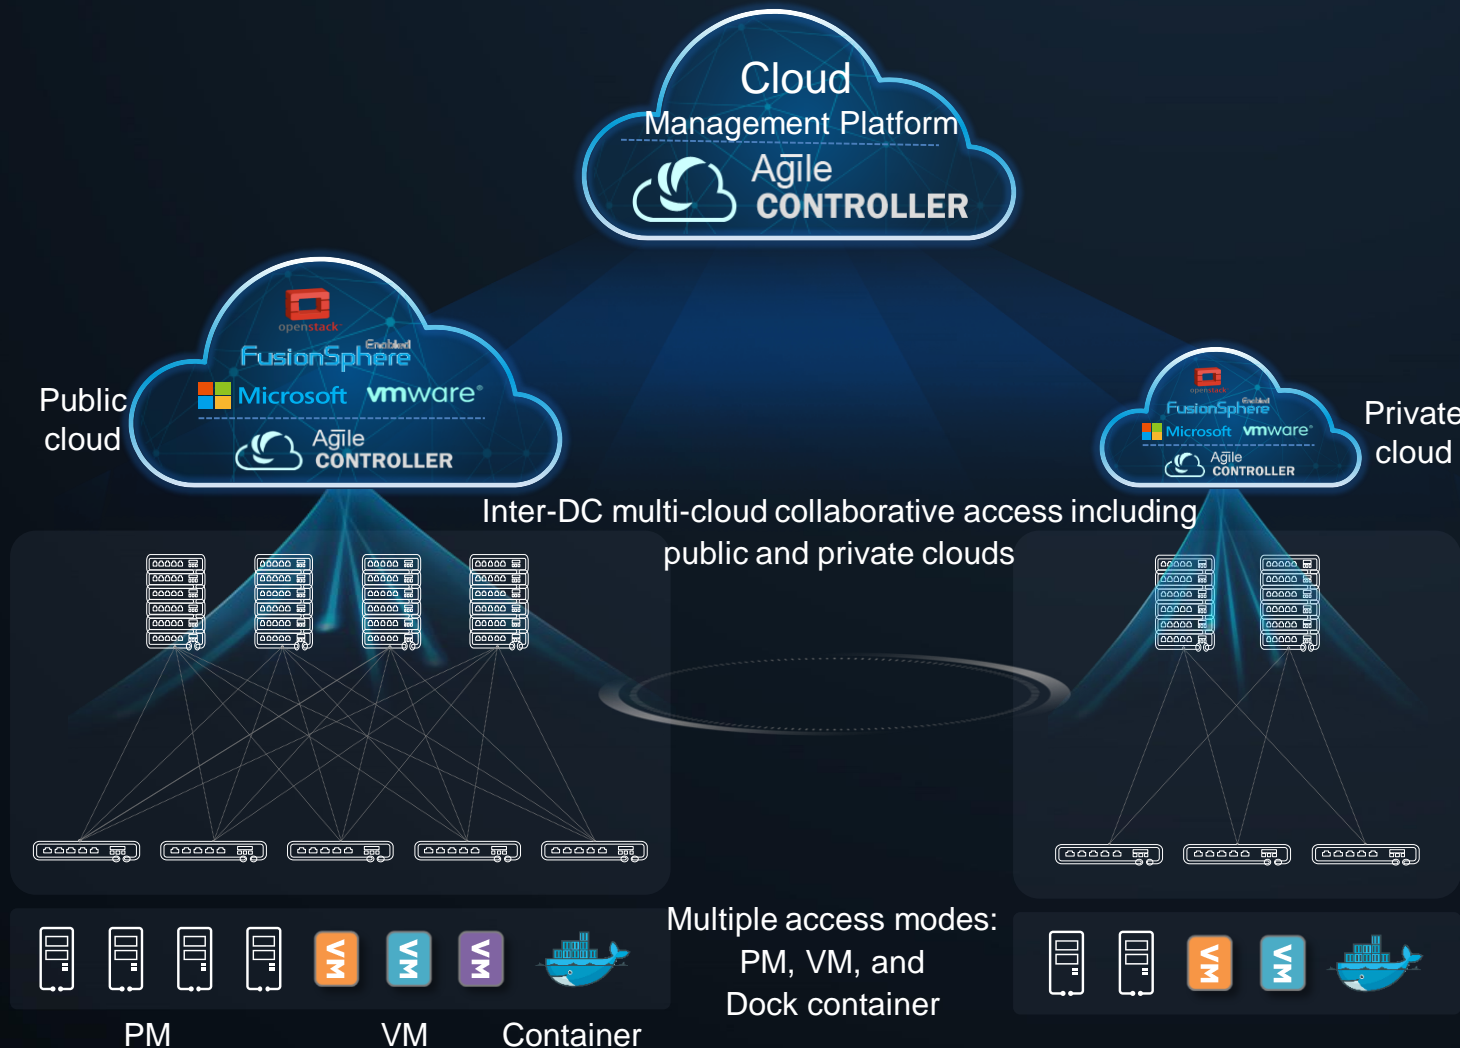 Cloud
Management Platform
Agile
CONTROLLER
openstack
Enabled
FusionSphere
Microsoft vmware®
Agile
CONTROLLER
Public
cloud
openstack
Enabled
FusionSphere
Microsoft vmware®
Agile
CONTROLLER
Private
cloud
Inter-DC multi-cloud collaborative access including
public and private clouds
VM
VM
VM
Multiple access modes:
PM, VM, and
Dock container
VM
VM
PM
VM
Container